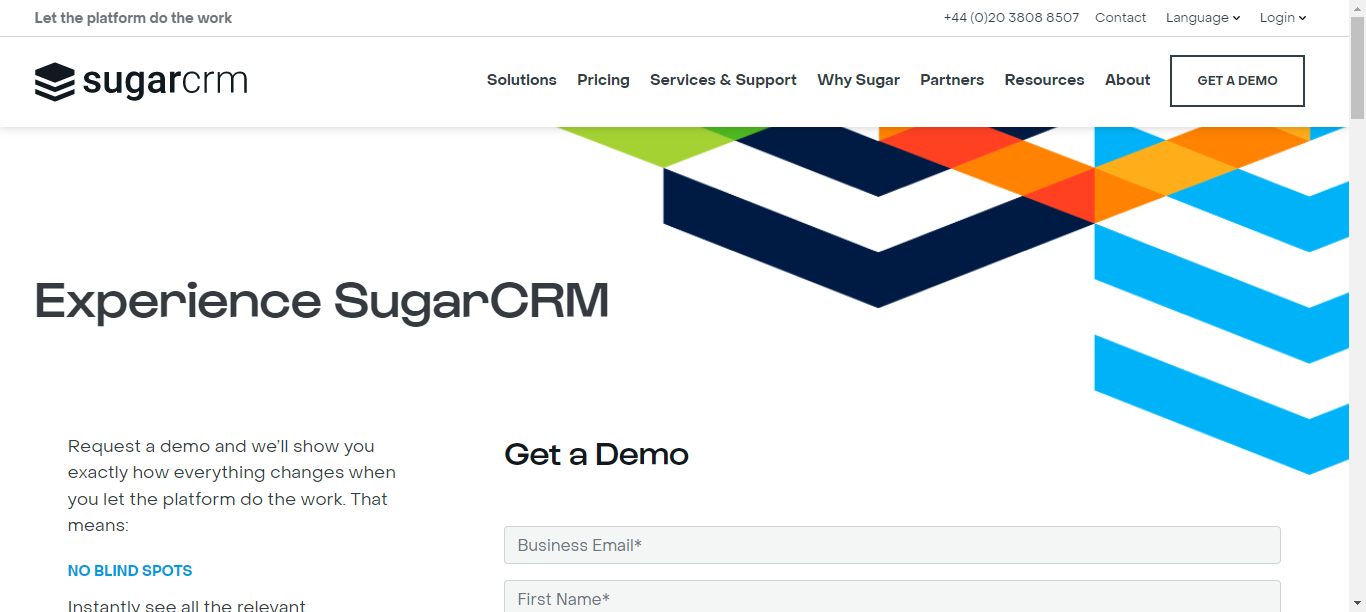 Let the platform do the work
+44 (0)20 3808 8507 Contact Language Login
sugarcrm
Solutions Pricing Services & Support Why Sugar Partners Resources About GET A DEMO
Experience SugarCRM
Request a demo and we'll show you
exactly how everything changes when
you let the platform do the work. That
means:
NO BLIND SPOTS
Instantly see all the relevant
Get a Demo
Business Email*
First Name*